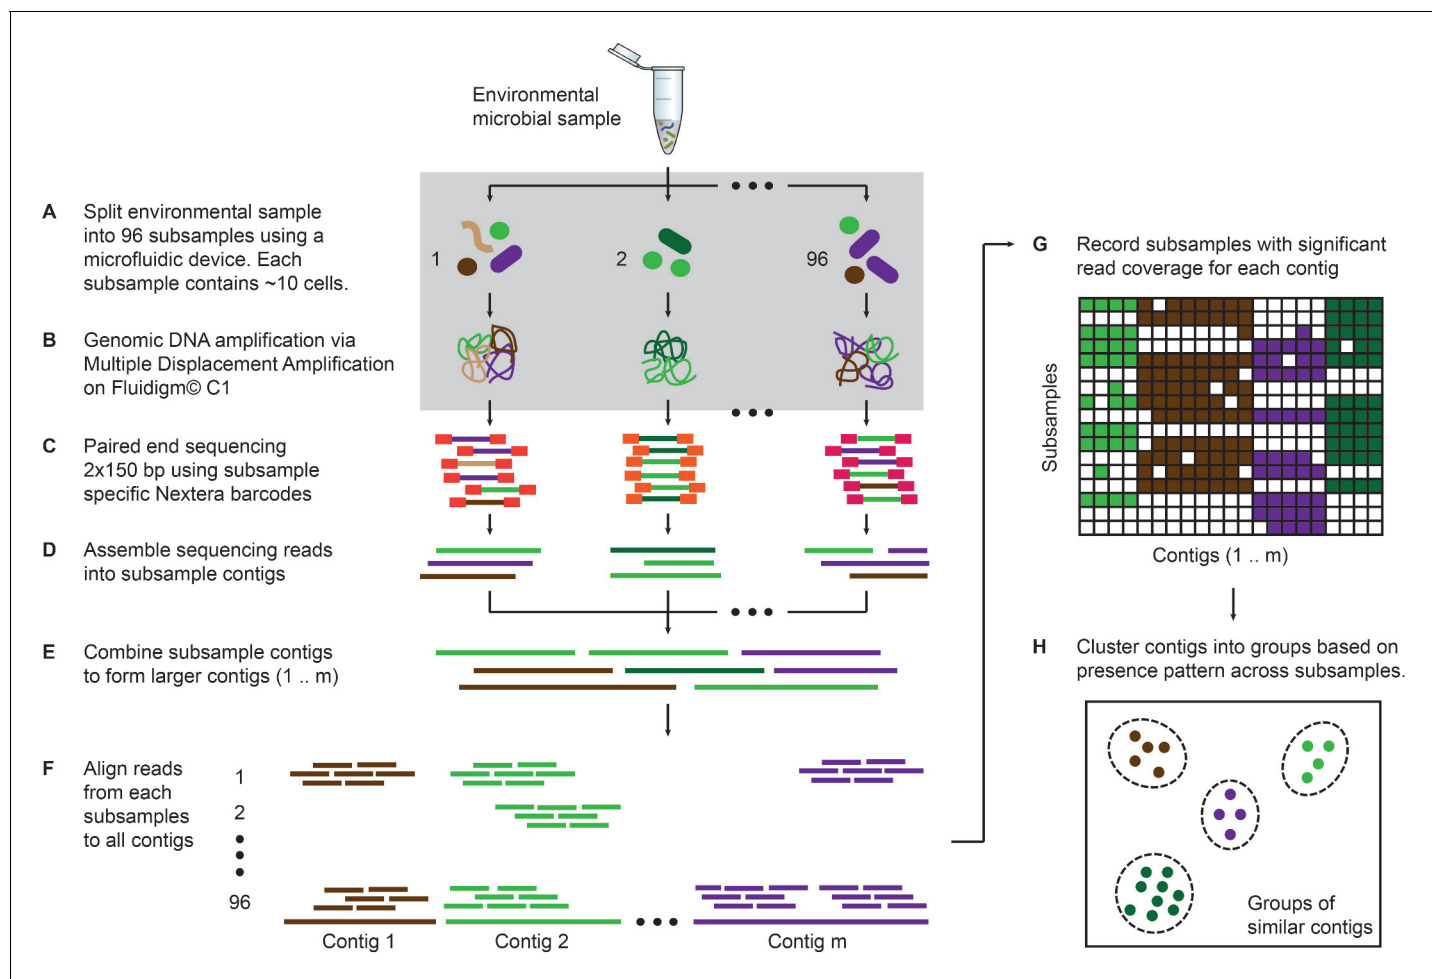 Environmental
microbial sample
A Split environmental sample
into 96 subsamples using a
microfluidic device. Each
subsample contains ~10 cells.
1
2
96
B Genomic DNA amplification via
Multiple Displacement Amplification
on Fluidigm© C1
C Paired end sequencing
2x150 bp using subsample
specific Nextera barcodes
D Assemble sequencing reads
into subsample contigs
E Combine subsample contigs
to form larger contigs (1 .. m)
F Align reads
from each
subsamples
to all contigs
1
2
96
Contig 1
Contig 2
Contig m
G Record subsamples with significant
read coverage for each contig
Subsamples
Contigs (1 .. m)
H Cluster contigs into groups based on
presence pattern across subsamples.
Groups of
similar contigs